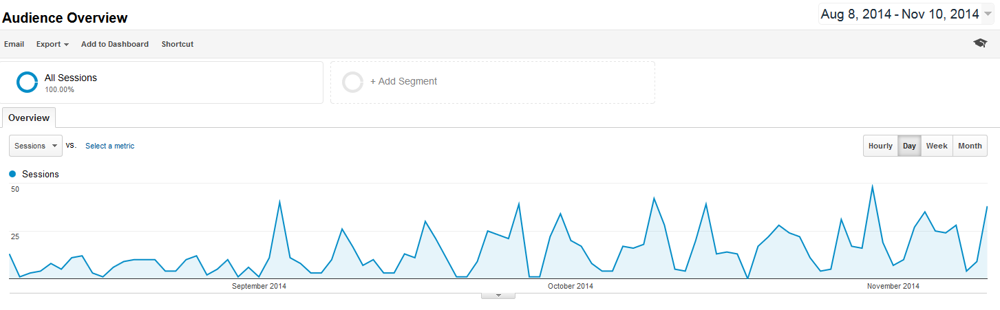 Audience Overview
Aug 8, 2014 - Nov 10, 2014
Email Export Add to Dashboard Shortcut
All Sessions
100.00%
+ Add Segment
Overview
Sessions vs. Select a metric
Hourly Day Week Month
Sessions
50
25
September 2014 October 2014 November 2014